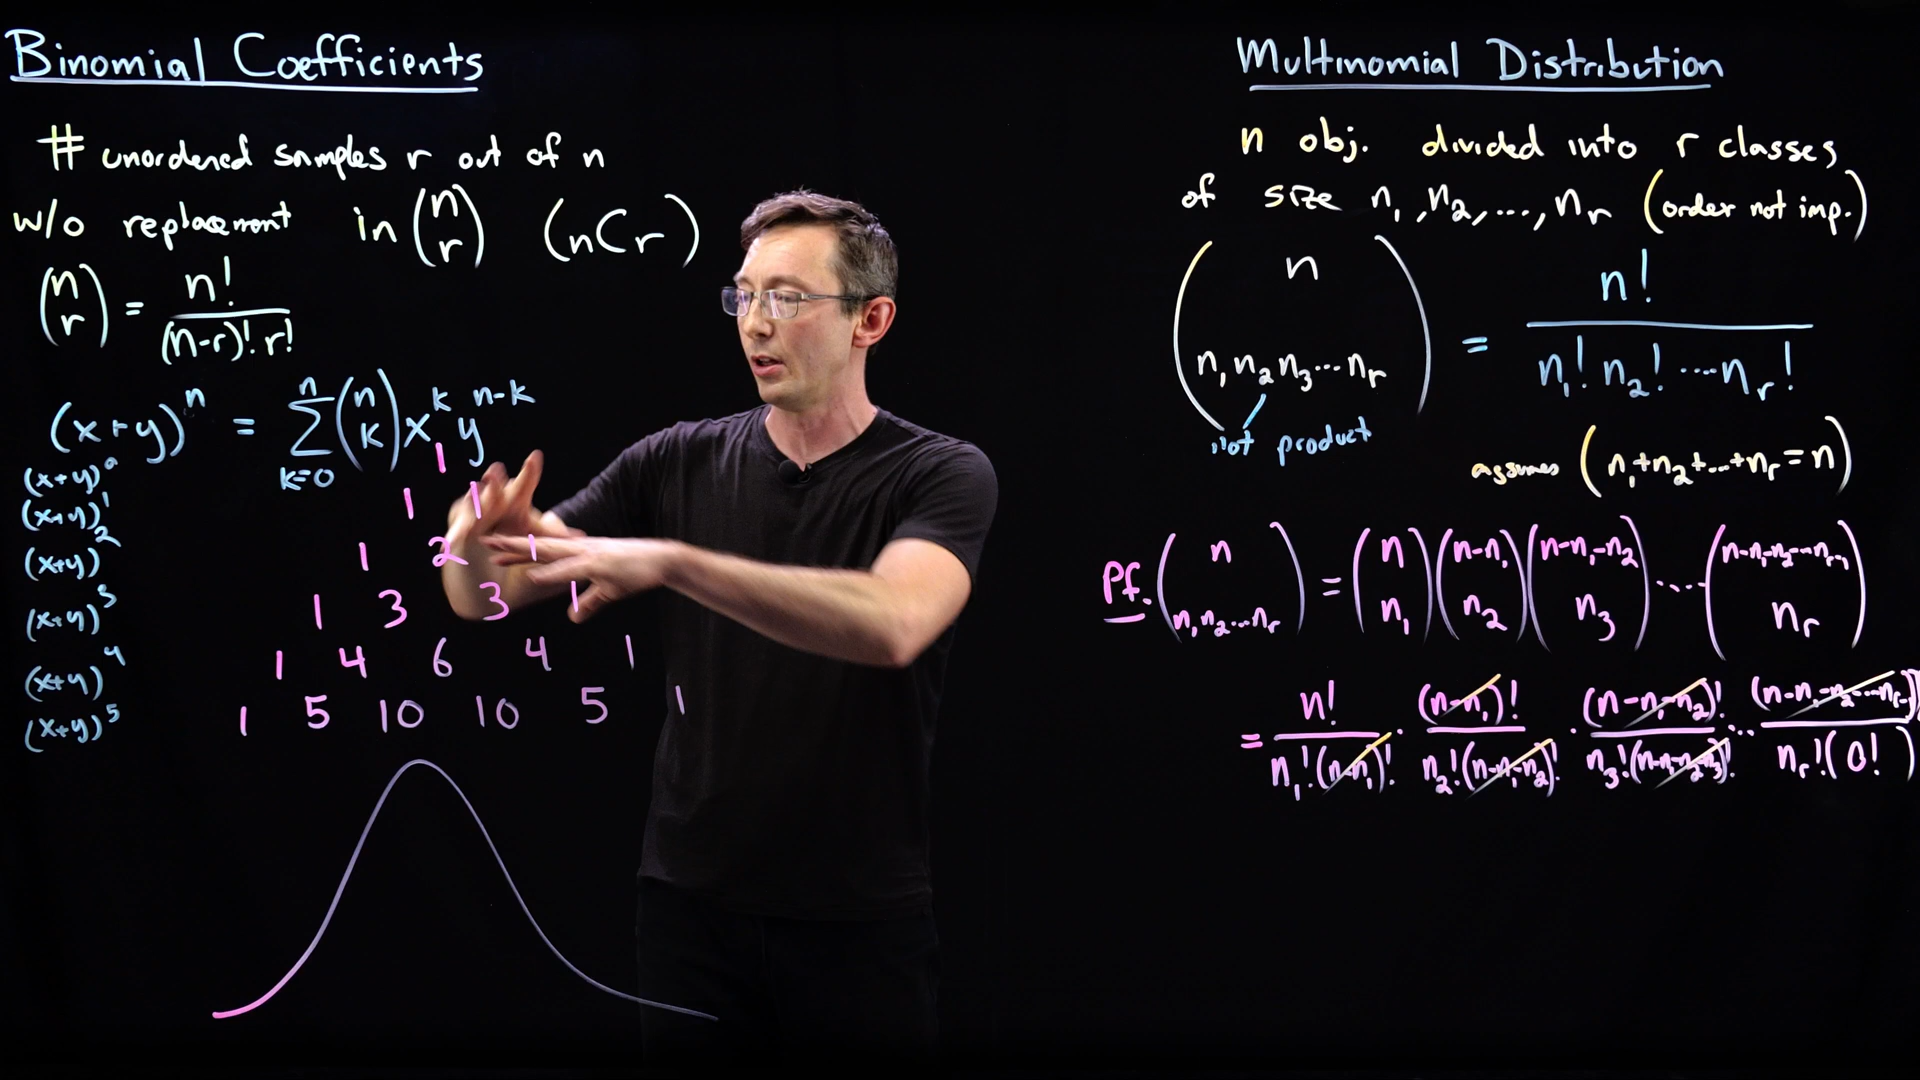 Binomial Coefficients
# unordered samples r out of n
w/o replacement in (n r) (nCr)
(n r) = n! / (n-r)! r!
(x+y)^n = Σ_{k=0}^{n} (n k) x^k y^{n-k}
(x+y)^0
1
(x+y)^1
1 1
(x+y)^2
1 2 1
(x+y)^3
1 3 3 1
(x+y)^4
1 4 6 4 1
(x+y)^5
1 5 10 10 5 1
Multinomial Distribution
n obj. divided into r classes
of size n₁, n₂, ..., nᵣ (order not imp.)
(n n₁ n₂ n₃ ... nᵣ) = n! / n₁! n₂! ... nᵣ!
not product
assumes (n₁+n₂+...+nᵣ=n)
Pf. (n n₁ n₂ ... nᵣ) = (n n₁) (n-n₁ n₂) (n-n₁-n₂ n₃) ... (n-n₁-n₂-...-nᵣ₋₁ nᵣ)
= n! / n₁!(n-n₁)! · (n-n₁)! / n₂!(n-n₁-n₂)! · (n-n₁-n₂)! / n₃!(n-n₁-n₂-n₃)! ... (n-n₁-n₂-...-nᵣ₋₁)! / nᵣ!(0!)